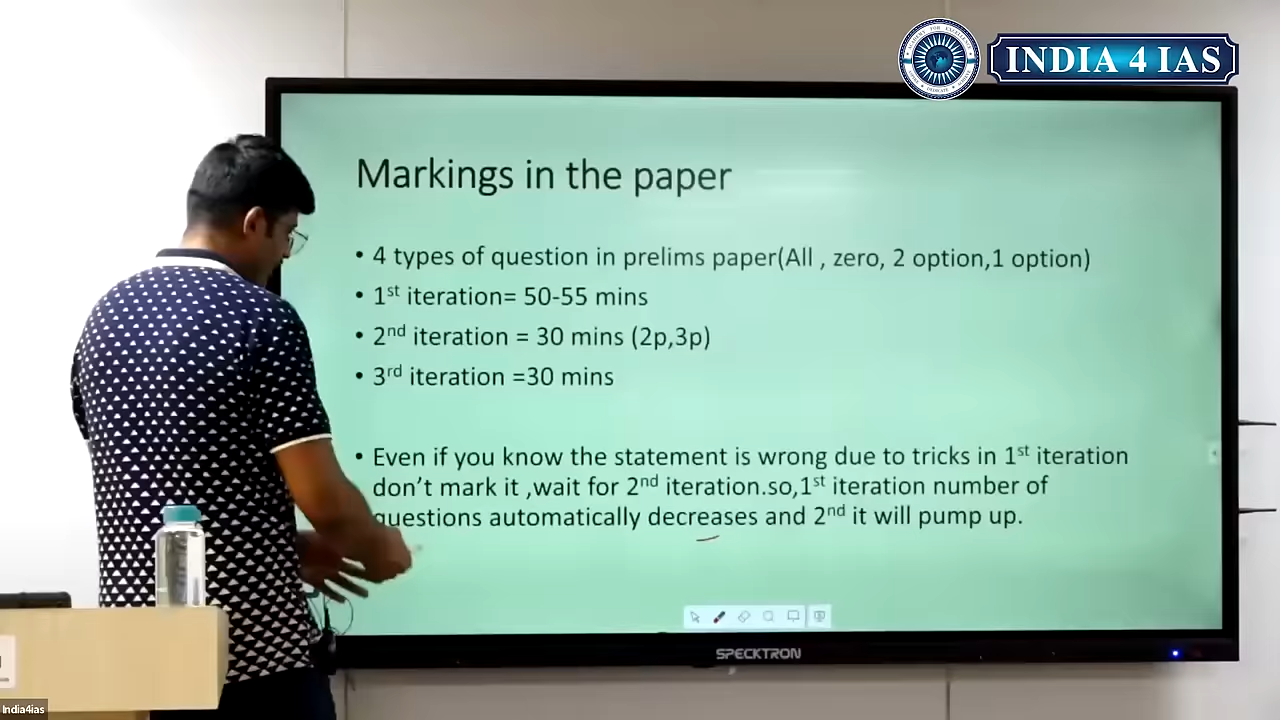 INDIA 4 IAS
Markings in the paper
• 4 types of question in prelims paper(All , zero, 2 option,1 option)
• 1st iteration= 50-55 mins
• 2nd iteration = 30 mins (2p,3p)
• 3rd iteration =30 mins
• Even if you know the statement is wrong due to tricks in 1st iteration
don't mark it ,wait for 2nd iteration.so,1st iteration number of
questions automatically decreases and 2nd it will pump up.
SPECKTRON
India4ias